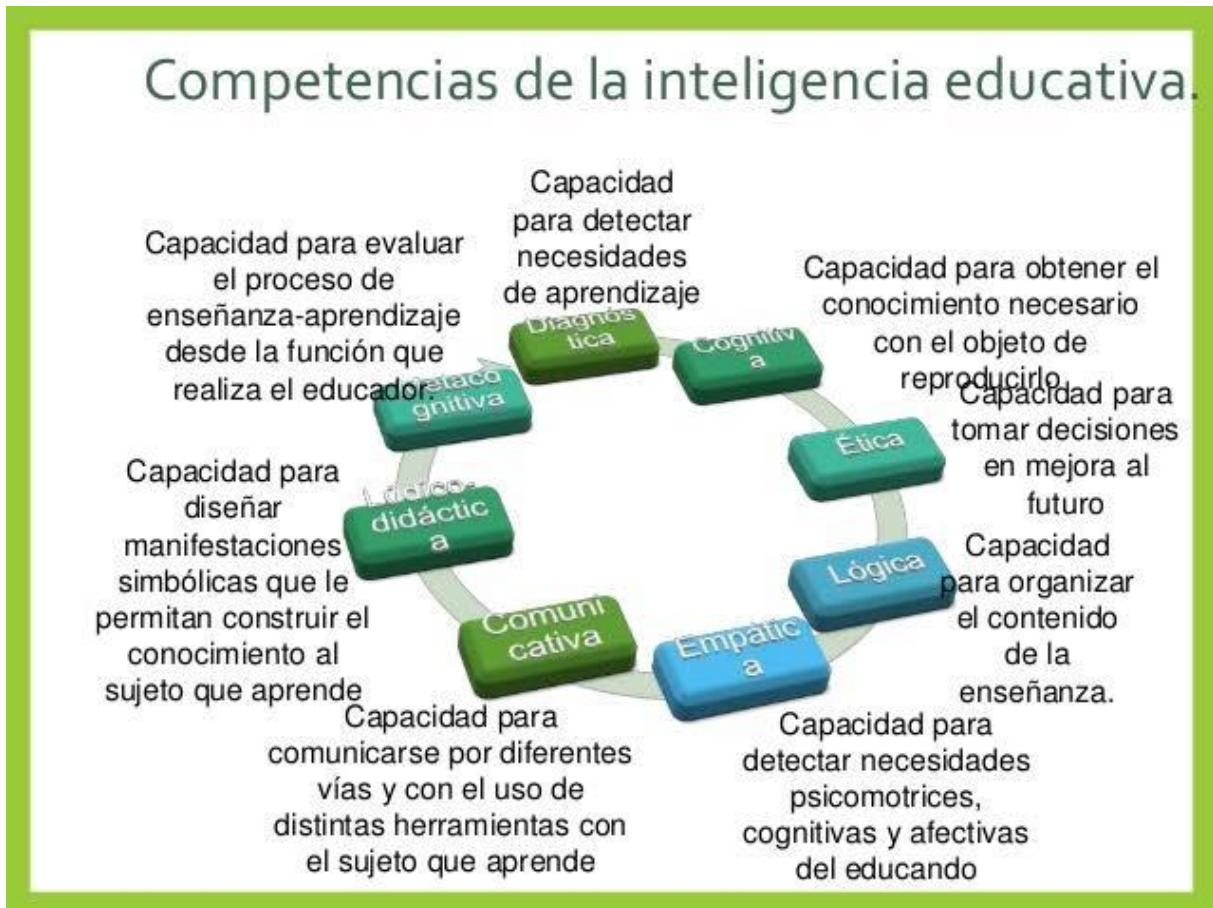 Competencias de la inteligencia educativa.
Capacidad
para detectar
necesidades
de aprendizaje
Diagnós
tica
Capacidad para obtener el
conocimiento necesario
con el objeto de
reproducirlo.
Cognitiv
a
Capacidad para
tomar decisiones
en mejora al
futuro
Ética
Capacidad
para organizar
el contenido
de la
enseñanza.
Lógica
Empátic
a
Capacidad para
detectar necesidades
psicomotrices,
cognitivas y afectivas
del educando
Comuni
cativa
Capacidad para
comunicarse por diferentes
vías y con el uso de
distintas herramientas con
el sujeto que aprende
Lógico-
didáctic
a
Capacidad para
diseñar
manifestaciones
simbólicas que le
permitan construir el
conocimiento al
sujeto que aprende
Metaco
gnitiva
Capacidad para evaluar
el proceso de
enseñanza-aprendizaje
desde la función que
realiza el educador.